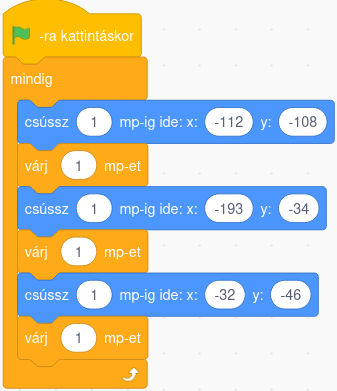 -ra kattintáskor
mindig
csússz 1 mp-ig ide: x: -112 y: -108
várj 1 mp-et
csússz 1 mp-ig ide: x: -193 y: -34
várj 1 mp-et
csússz 1 mp-ig ide: x: -32 y: -46
várj 1 mp-et